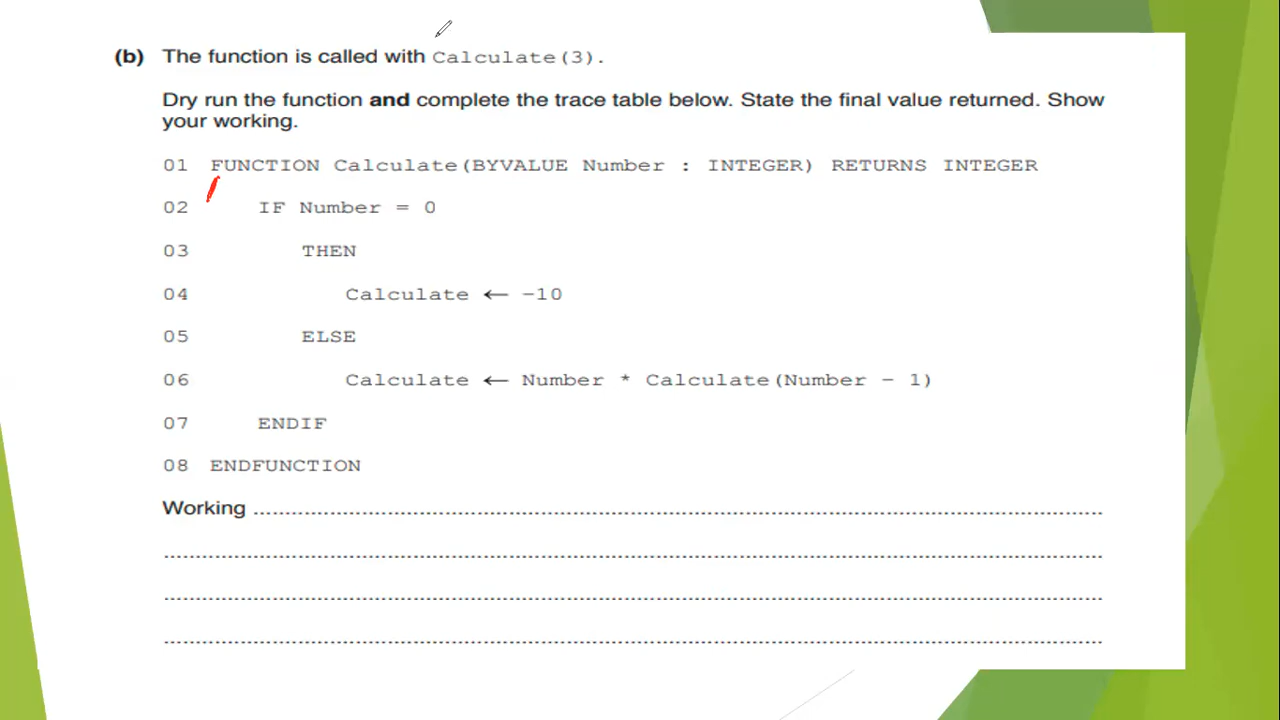 (b) The function is called with Calculate(3).
Dry run the function and complete the trace table below. State the final value returned. Show
your working.
01 FUNCTION Calculate(BYVALUE Number : INTEGER) RETURNS INTEGER
02 IF Number = 0
03 THEN
04 Calculate ← -10
05 ELSE
06 Calculate ← Number * Calculate(Number - 1)
07 ENDIF
08 ENDFUNCTION
Working ..........................................................................................
..........................................................................................
..........................................................................................
..........................................................................................